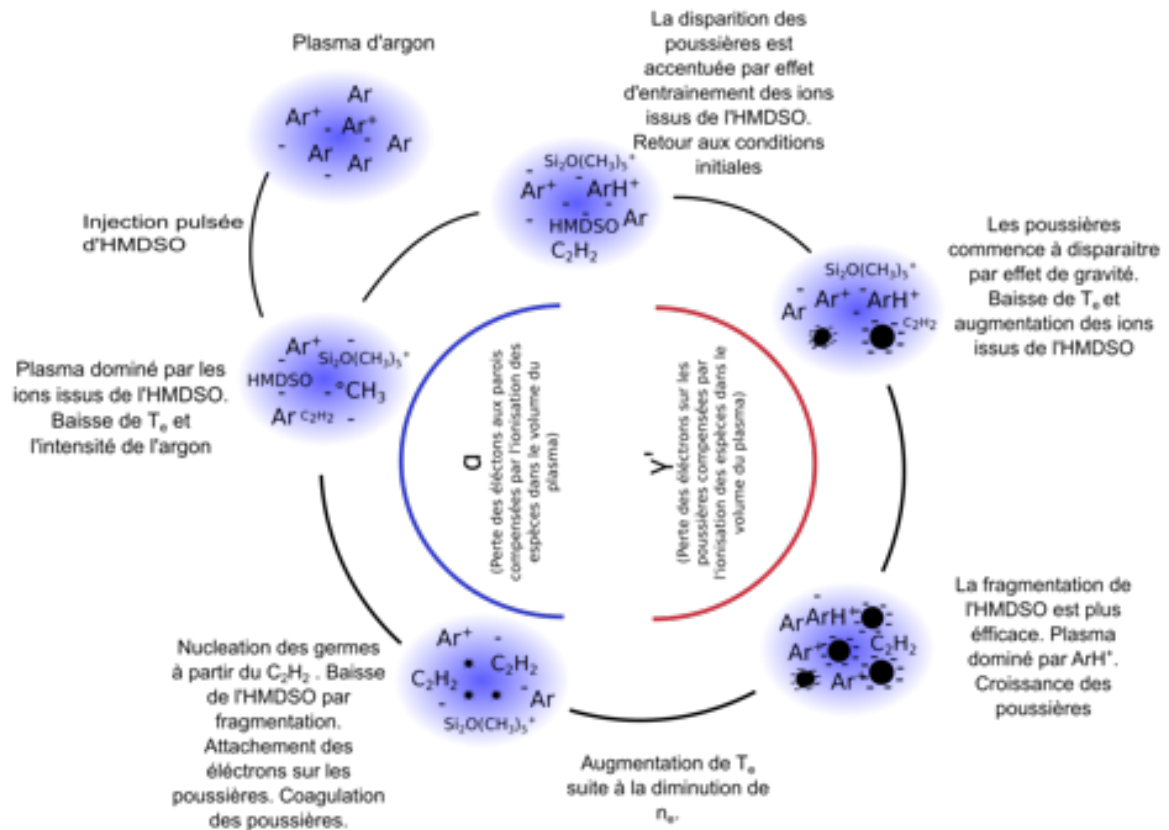 Plasma d'argon
Ar
Ar⁺
Ar⁺
-
-
Ar
Ar
-
Ar
Injection pulsée
d'HMDSO
La disparition des
poussières est
accentuée par effet
d'entrainement des ions
issus de l'HMDSO.
Retour aux conditions
initiales
Si₂O(CH₃)₅⁺
Ar⁺
ArH⁺
HMDSO
Ar
C₂H₂
Les poussières
commence à disparaitre
par effet de gravité.
Baisse de Tₑ et
augmentation des ions
issus de l'HMDSO
Si₂O(CH₃)₅⁺
Ar
Ar⁺
ArH⁺
C₂H₂
Plasma dominé par les
ions issus de l'HMDSO.
Baisse de Tₑ et
l'intensité de l'argon
Ar⁺
Si₂O(CH₃)₅⁺
HMDSO
°CH₃
Ar
C₂H₂
α
(Perte des éléctons aux parois
compensées par l'ionisation des
espèces dans le volume du
plasma)
γ'
(Perte des éléctrons sur les
poussières compensées par
l'ionisation des espèces dans le
volume du plasma)
La fragmentation de
l'HMDSO est plus
éfficace. Plasma
dominé par ArH⁺.
Croissance des
poussières
Ar
ArH⁺
Ar⁺
C₂H₂
Ar⁺
Nucleation des germes
à partir du C₂H₂ . Baisse
de l'HMDSO par
fragmentation.
Attachement des
éléctrons sur les
poussières. Coagulation
des poussières.
Ar⁺
C₂H₂
C₂H₂
Ar
Si₂O(CH₃)₅⁺
Augmentation de Tₑ
suite à la diminution de
nₑ.